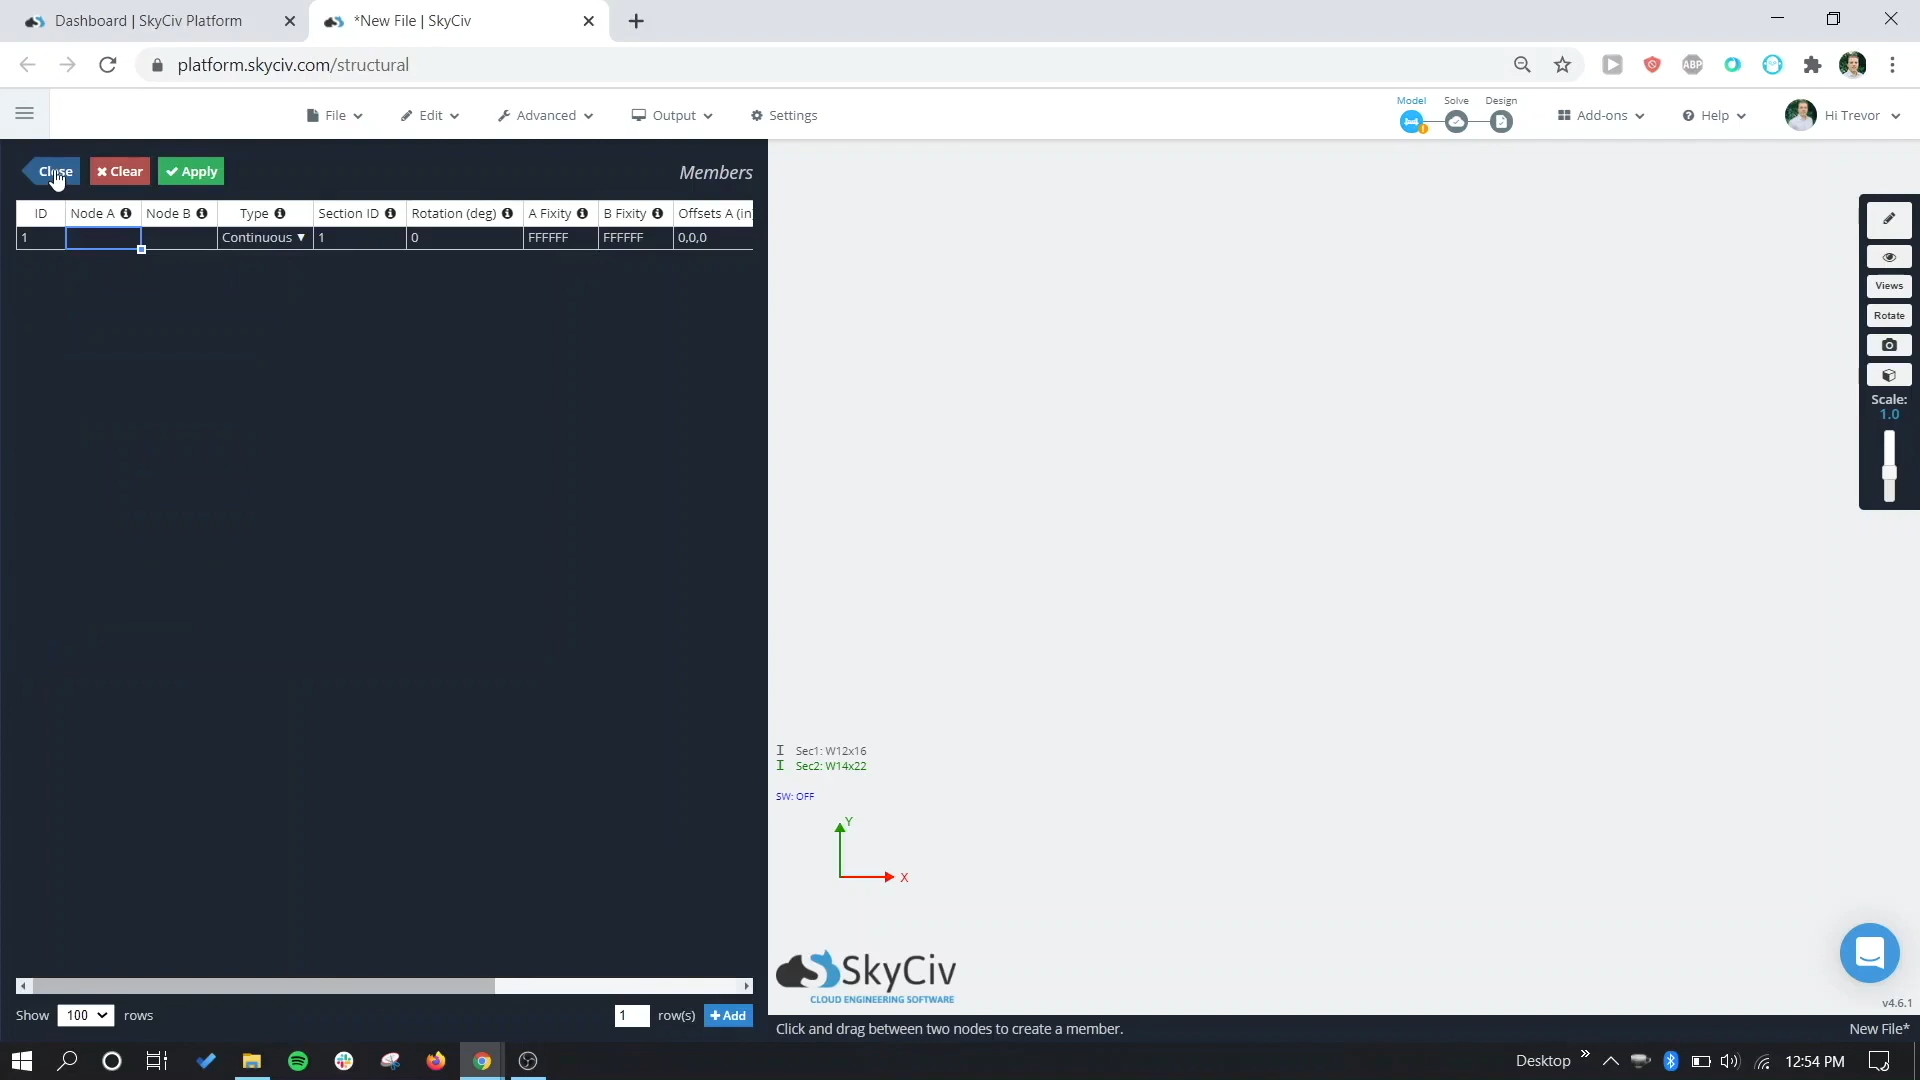 Dashboard | SkyCiv Platform
*New File | SkyCiv
platform.skyciv.com/structural
ABP
File
Edit
Advanced
Output
Settings
Model
Solve
Design
Add-ons
Help
Hi Trevor
Close
Clear
Apply
Members
ID
Node A
Node B
Type
Section ID
Rotation (deg)
A Fixity
B Fixity
Offsets A (in
1
Continuous
1
0
FFFFFF
FFFFFF
0,0,0
Views
Rotate
Scale:
1.0
I Sec1: W12x16
I Sec2: W14x22
SW: OFF
Y
X
SkyCiv
CLOUD ENGINEERING SOFTWARE
v4.6.1
Show 100 rows
1 row(s) + Add
Click and drag between two nodes to create a member.
New File*
Desktop
12:54 PM